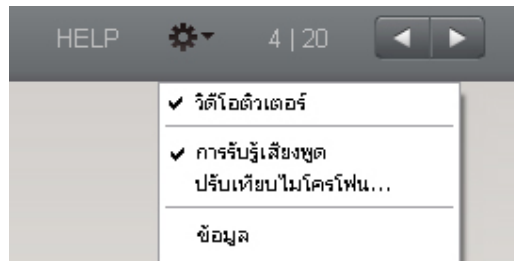 HELP 4 | 20
วิดีโอติวเตอร์
การรับรู้เสียงพูด
ปรับเทียบไมโครโฟน...
ข้อมูล